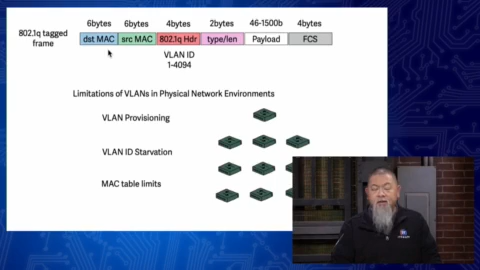 6bytes 6bytes 4bytes 2bytes 46-1500b 4bytes
802.1q tagged frame
dst MAC src MAC 802.1q Hdr type/len Payload FCS
VLAN ID
1-4094
Limitations of VLANs in Physical Network Environments
VLAN Provisioning
VLAN ID Starvation
MAC table limits